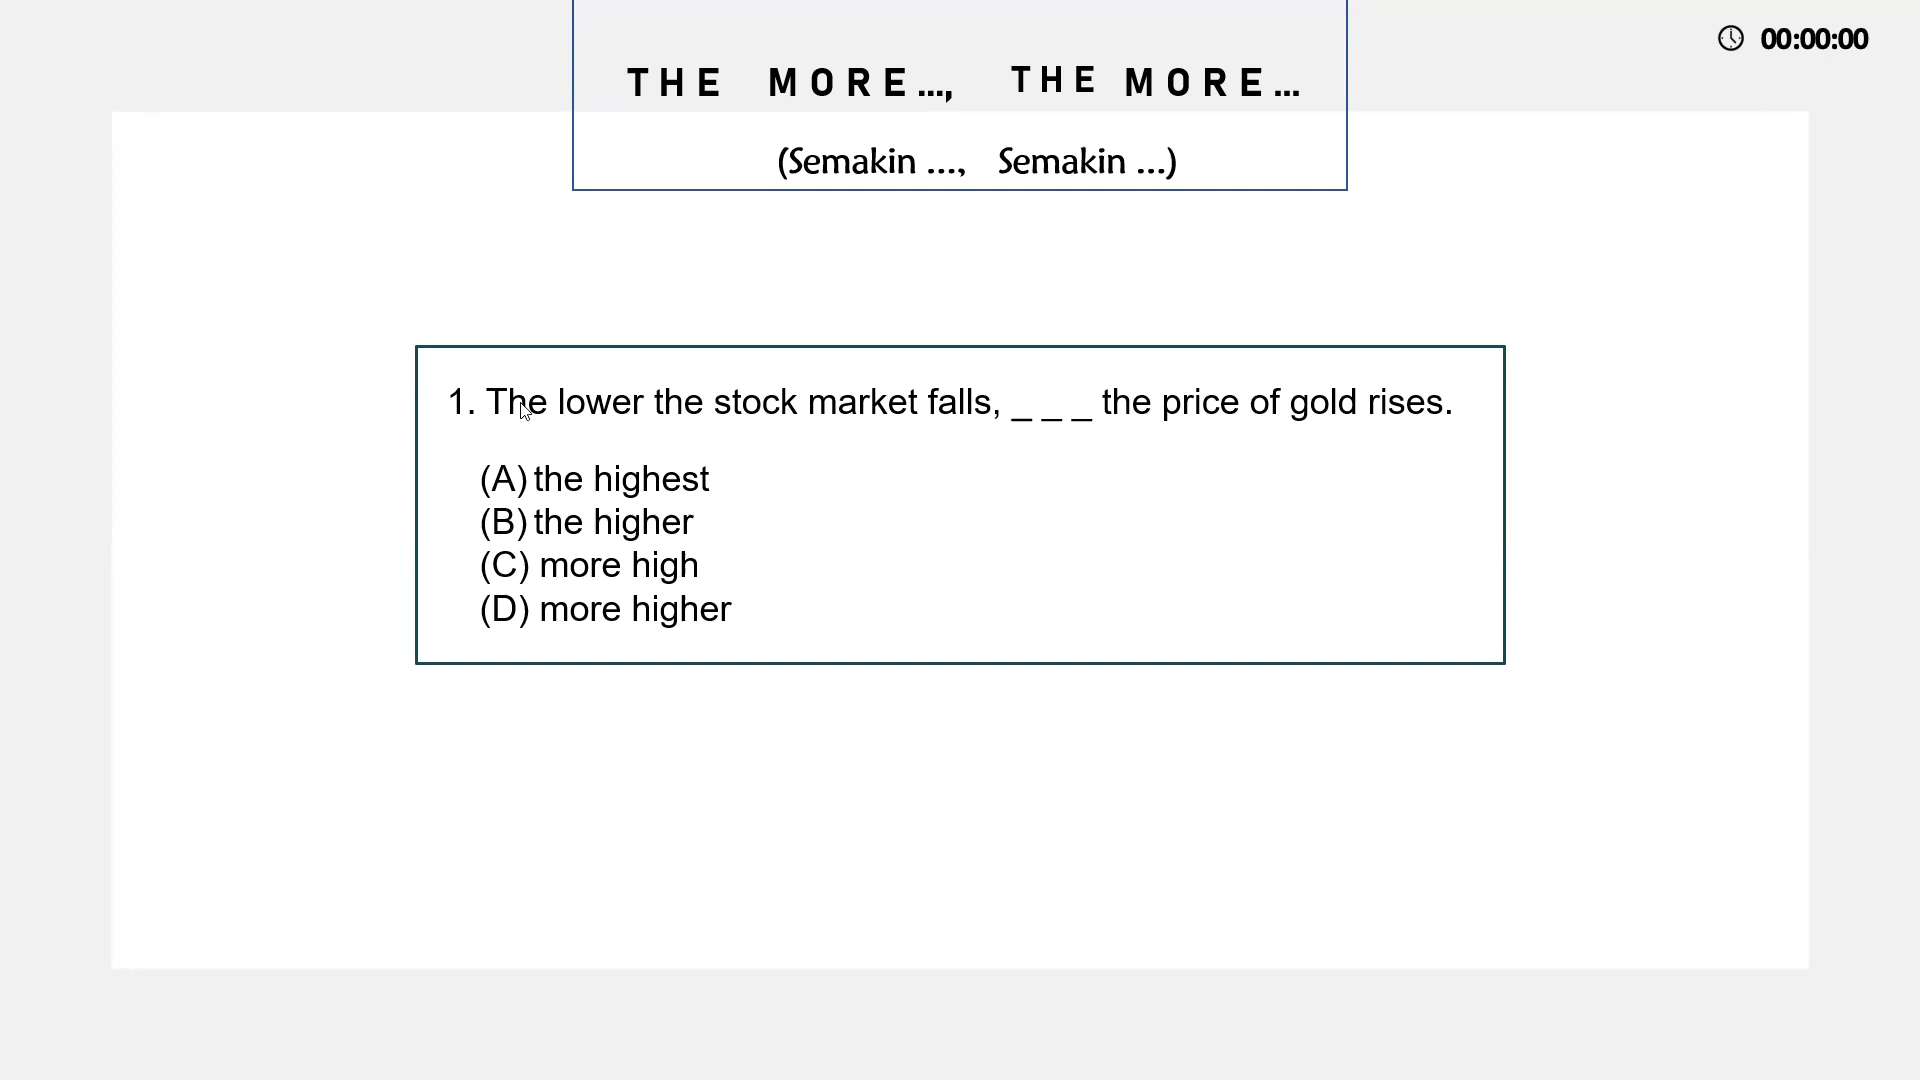 00:00:00
THE MORE..., THE MORE...
(Semakin ..., Semakin ...)
1. The lower the stock market falls, _ _ _ the price of gold rises.
(A) the highest
(B) the higher
(C) more high
(D) more higher